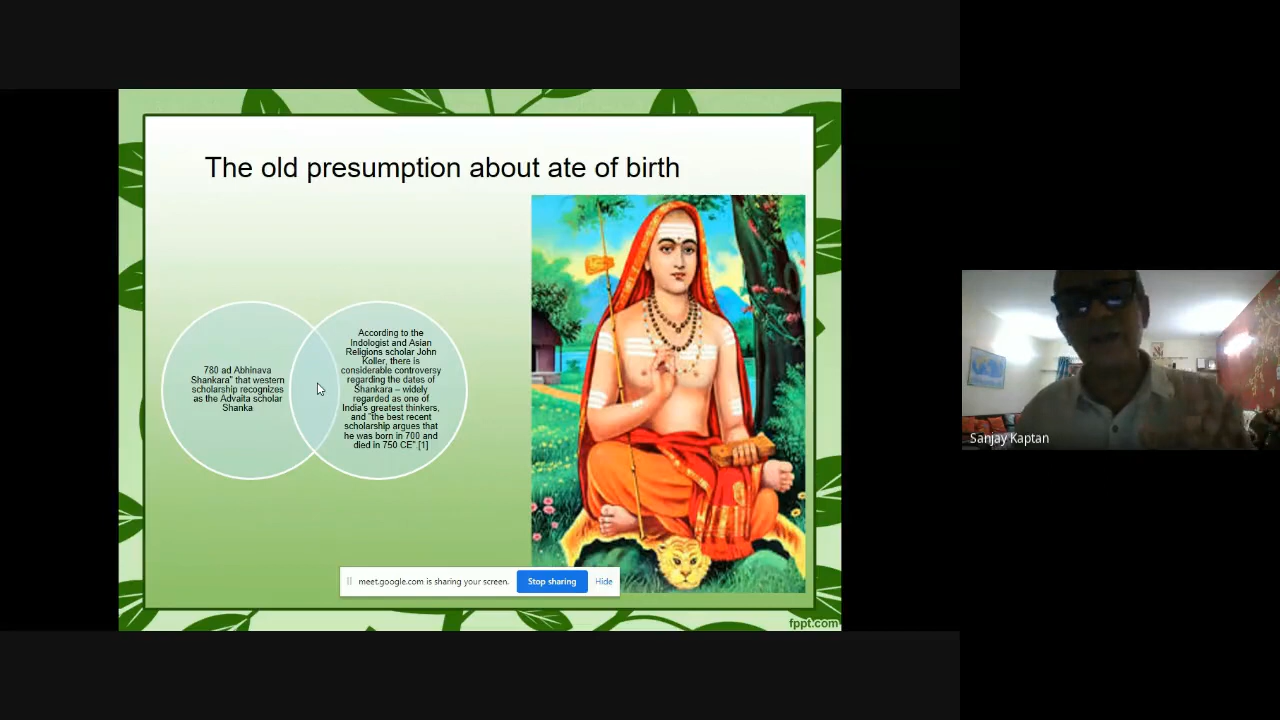 The old presumption about ate of birth
780 ad Abhinava
Shankara" that western
scholarship recognizes
as the Advaita scholar
Shanka
According to the
Indologist and Asian
Religions scholar John
Koller, there is
considerable controversy
regarding the dates of
Shankara – widely
regarded as one of
India's greatest thinkers,
and "the best recent
scholarship argues that
he was born in 700 and
died in 750 CE".[1]
meet.google.com is sharing your screen.
Stop sharing
Hide
fppt.com
Sanjay Kaptan